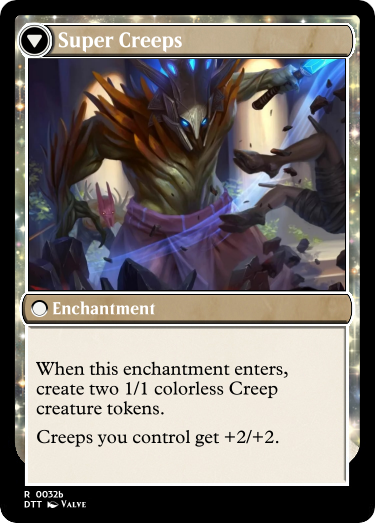 Super Creeps
Enchantment
When this enchantment enters,
create two 1/1 colorless Creep
creature tokens.
Creeps you control get +2/+2.
R 0032b
DTT VALVE